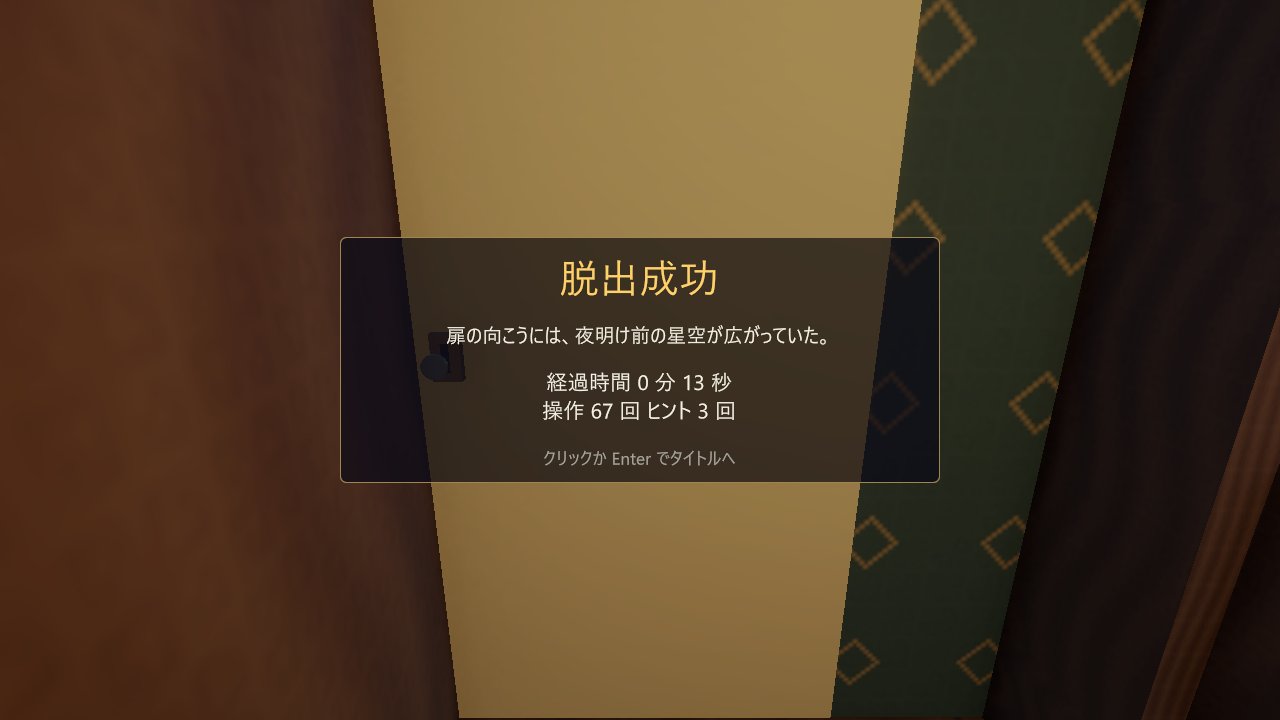 脱出成功
扉の向こうには、夜明け前の星空が広がっていた。
経過時間 0 分 13 秒
操作 67 回 ヒント 3 回
クリックか Enter でタイトルへ